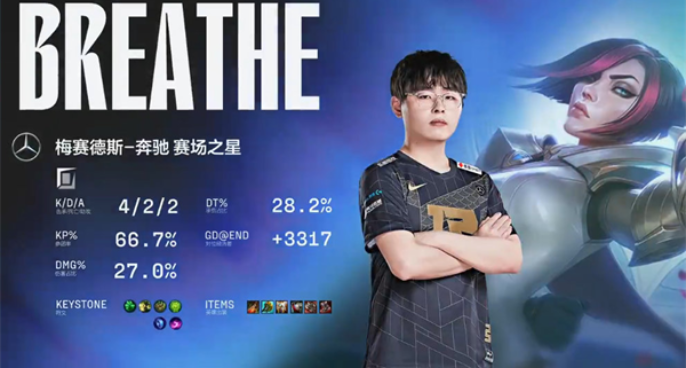 BREATHE
梅赛德斯-奔驰 赛场之星
K/D/A 4/2/2 DT% 28.2%
KP% 66.7% GD@END +3317
DMG% 27.0%
KEYSTONE ITEMS